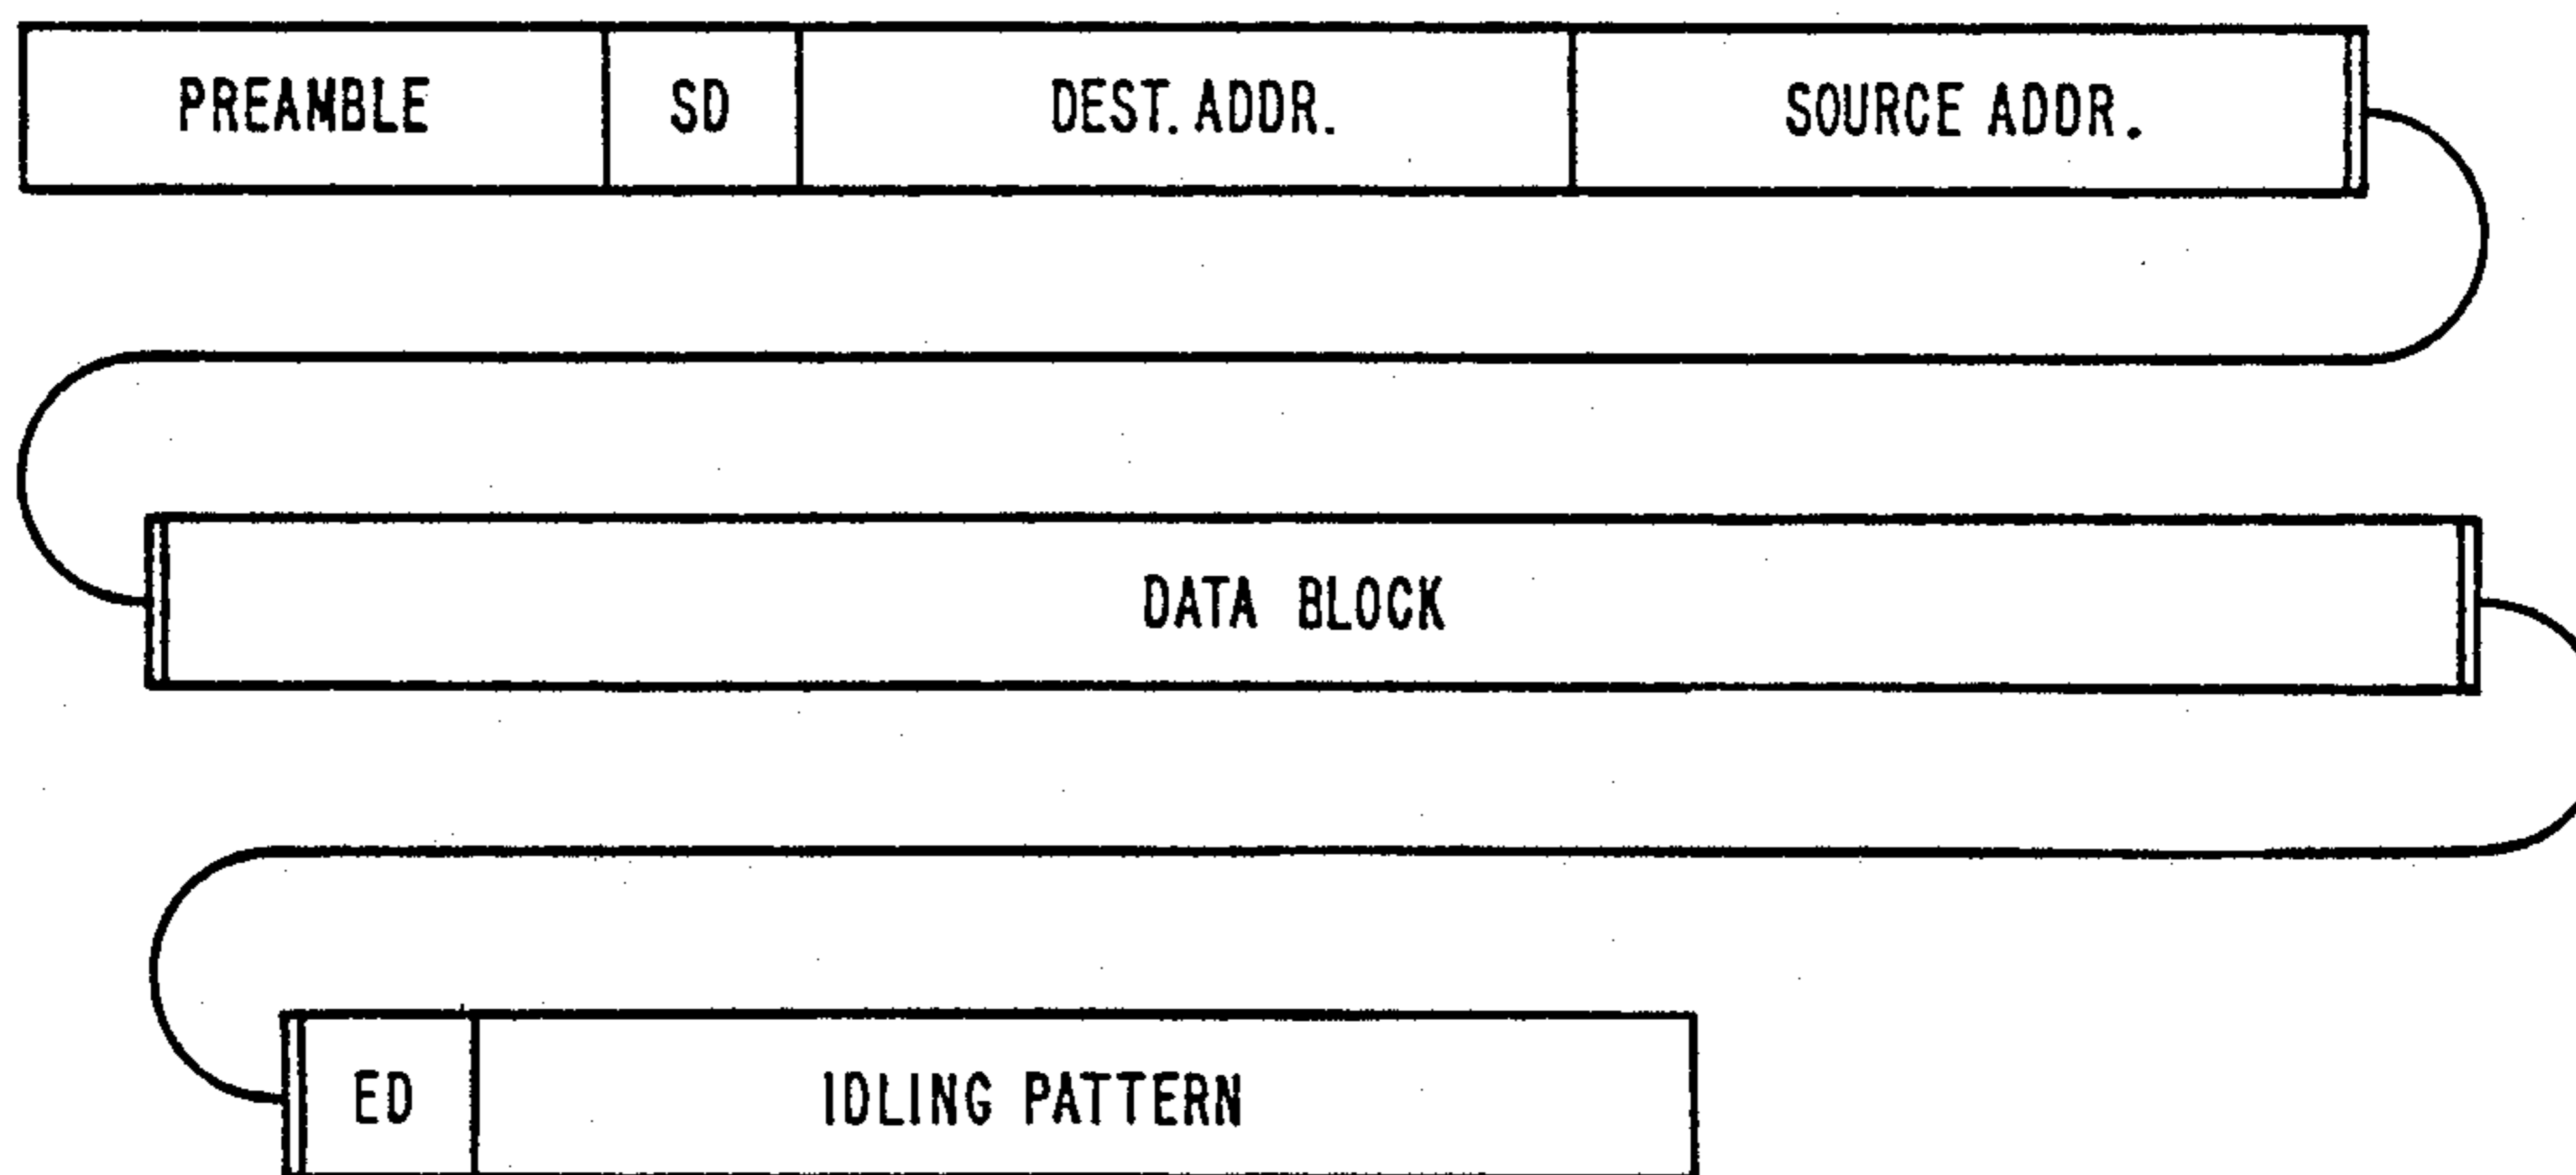 PREAMBLE SD DEST. ADDR. SOURCE ADDR.
DATA BLOCK
ED IDLING PATTERN